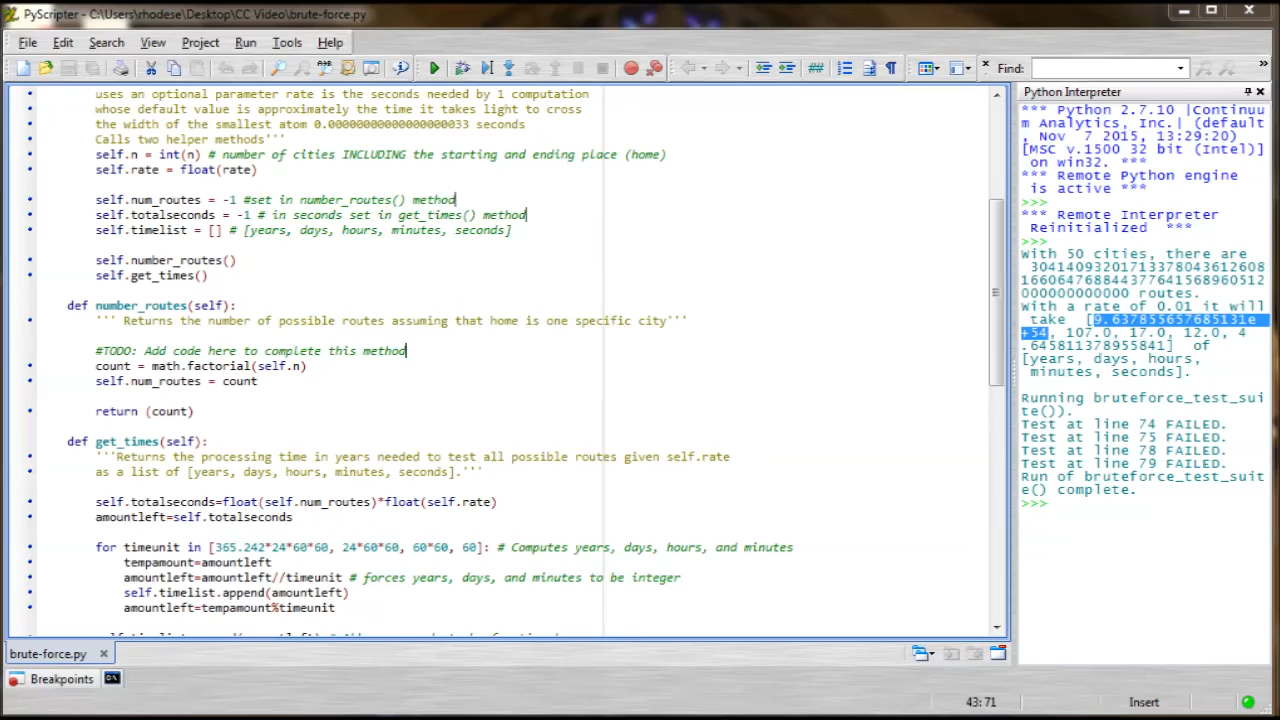 PyScripter - C:\Users\rhodese\Desktop\CC Video\brute-force.py
File Edit Search View Project Run Tools Help
Find:
uses an optional parameter rate is the seconds needed by 1 computation
whose default value is approximately the time it takes light to cross
the width of the smallest atom 0.00000000000000000033 seconds
Calls two helper methods'''
self.n = int(n) # number of cities INCLUDING the starting and ending place (home)
self.rate = float(rate)
self.num_routes = -1 #set in number_routes() method
self.totalseconds = -1 # in seconds set in get_times() method
self.timelist = [] # [years, days, hours, minutes, seconds]
self.number_routes()
self.get_times()
def number_routes(self):
''' Returns the number of possible routes assuming that home is one specific city'''
#TODO: Add code here to complete this method
count = math.factorial(self.n)
self.num_routes = count
return (count)
def get_times(self):
'''Returns the processing time in years needed to test all possible routes given self.rate
as a list of [years, days, hours, minutes, seconds].'''
self.totalseconds=float(self.num_routes)*float(self.rate)
amountleft=self.totalseconds
for timeunit in [365.242*24*60*60, 24*60*60, 60*60, 60]: # Computes years, days, hours, and minutes
tempamount=amountleft
amountleft=amountleft//timeunit # forces years, days, and minutes to be integer
self.timelist.append(amountleft)
amountleft=tempamount%timeunit
brute-force.py
Breakpoints
Python Interpreter
*** Python 2.7.10 |Continuu
m Analytics, Inc.| (default
, Nov  7 2015, 13:29:20)
[MSC v.1500 32 bit (Intel)]
on win32. ***
*** Remote Python engine
is active ***
>>>
*** Remote Interpreter
Reinitialized  ***
>>>
With 50 cities, there are
30414093201713378043612608
166064768844377641568960512
000000000000 routes.
With a rate of 0.01 it will
take  [9.637855657685131e
+54, 107.0, 17.0, 12.0, 4
.645811378955841]  of
[years, days, hours,
minutes, seconds].
Running bruteforce_test_sui
te()).
Test at line 74 FAILED.
Test at line 75 FAILED.
Test at line 78 FAILED.
Test at line 79 FAILED.
Run of bruteforce_test_suit
e() complete.
>>>
43: 71
Insert